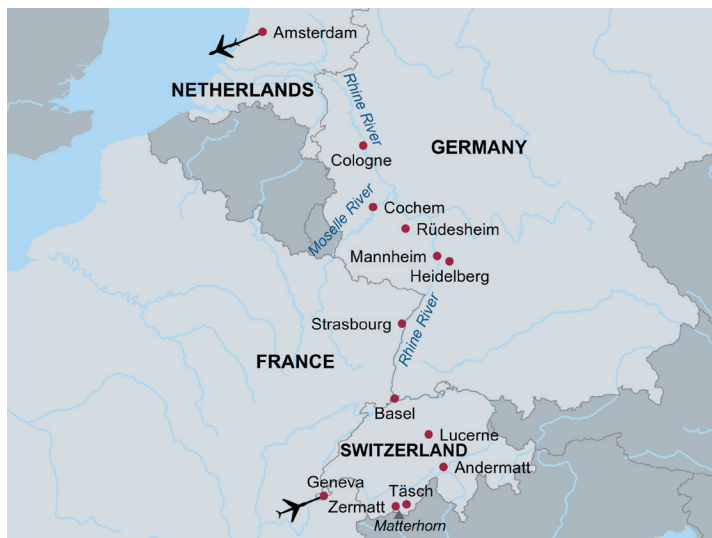 Amsterdam
NETHERLANDS
Rhine River
Cologne
GERMANY
Moselle River
Cochem
Rüdesheim
Mannheim
Heidelberg
Strasbourg
Rhine River
FRANCE
Basel
Lucerne
SWITZERLAND
Andermatt
Geneva
Täsch
Zermatt
Matterhorn